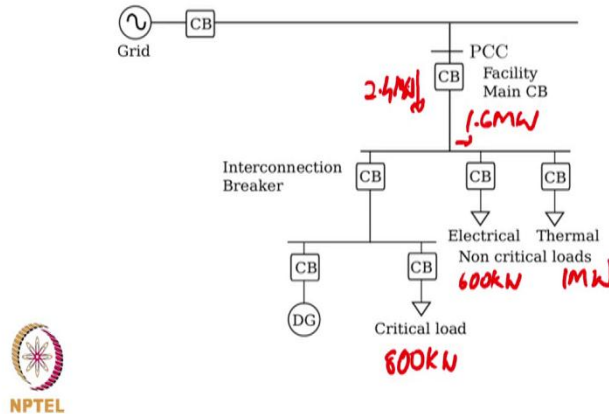 CB
Grid
PCC
CB
Facility
Main CB
2.4MW
1.6MW
Interconnection
Breaker
CB
CB
CB
Electrical Thermal
Non critical loads
600kW 1MW
CB
CB
DG
Critical load
800kW
NPTEL